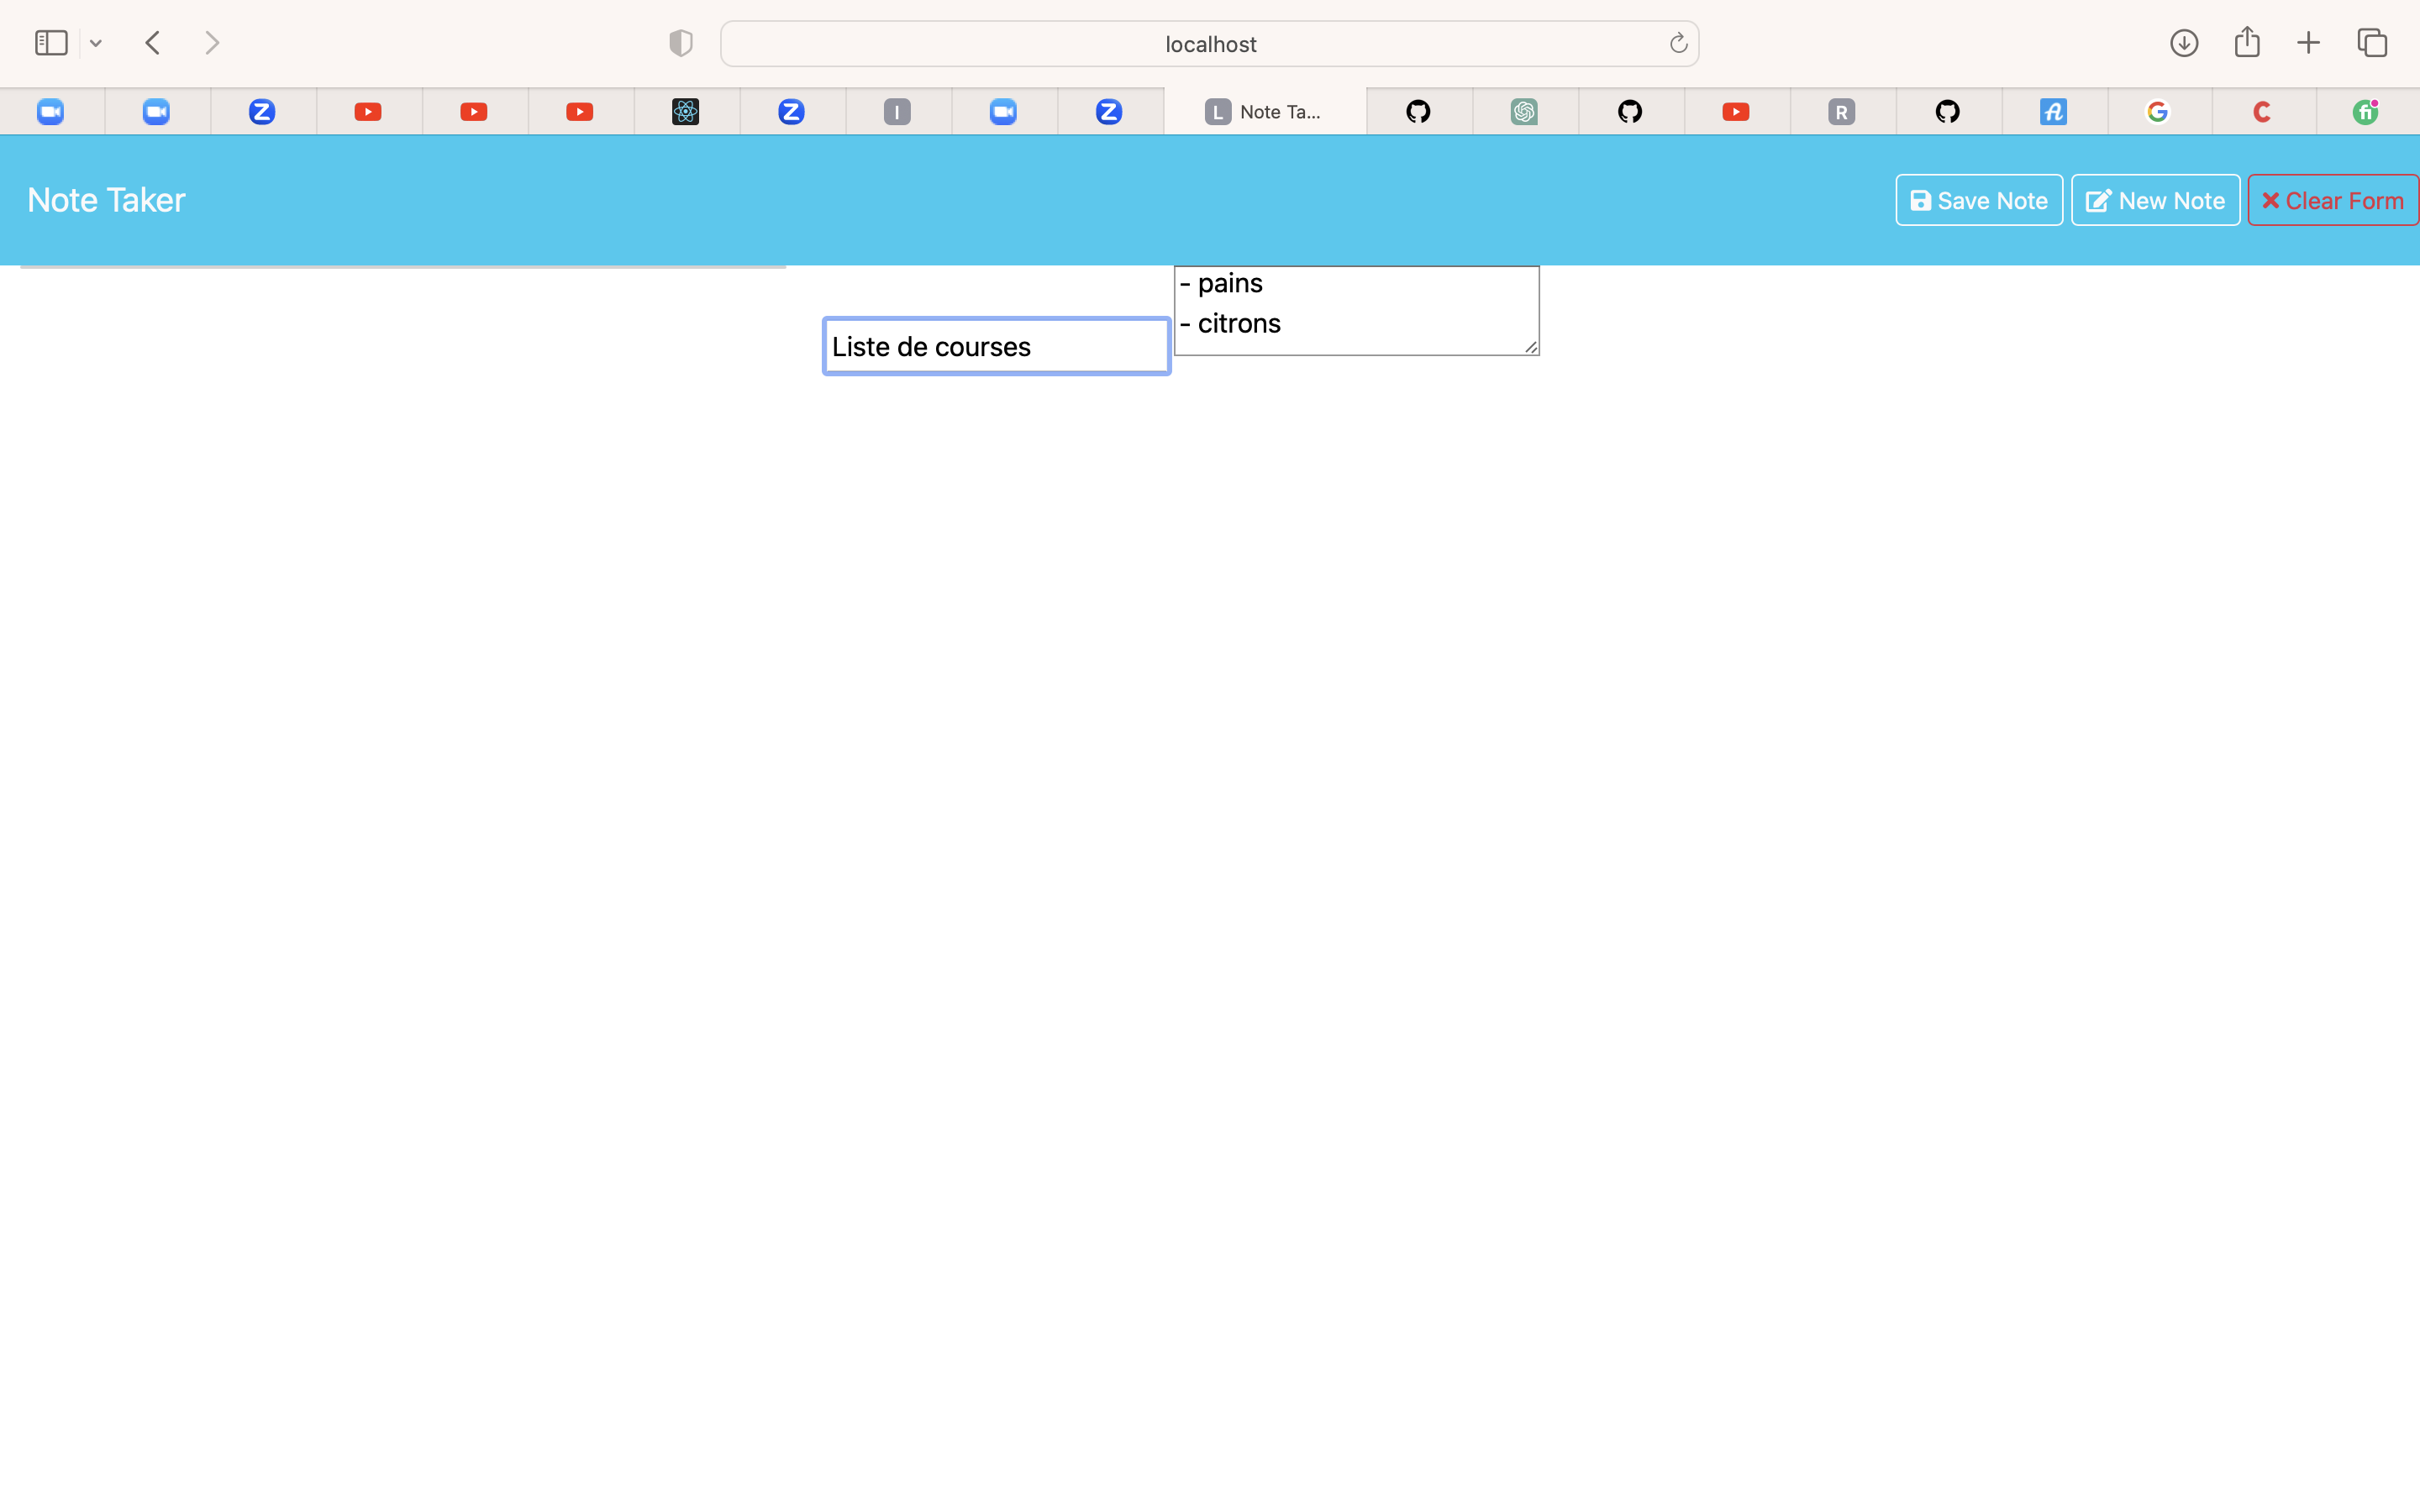 localhost
L Note Ta...
I
R
Note Taker
Save Note
New Note
Clear Form
- pains
- citrons
Liste de courses